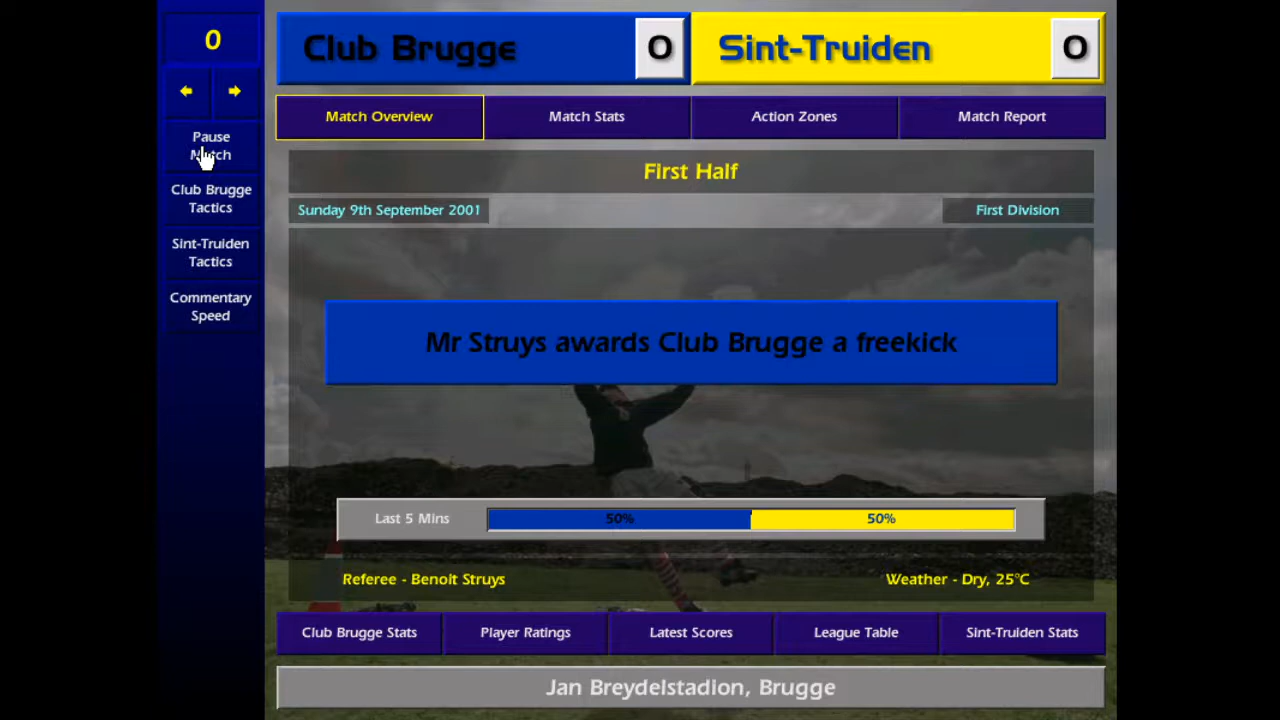 0
Club Brugge 0
Sint-Truiden 0
Match Overview
Match Stats
Action Zones
Match Report
Pause
Match
Club Brugge
Tactics
Sint-Truiden
Tactics
Commentary
Speed
First Half
Sunday 9th September 2001
First Division
Mr Struys awards Club Brugge a freekick
Last 5 Mins 50% 50%
Referee - Benoît Struys
Weather - Dry, 25°C
Club Brugge Stats
Player Ratings
Latest Scores
League Table
Sint-Truiden Stats
Jan Breydelstadion, Brugge